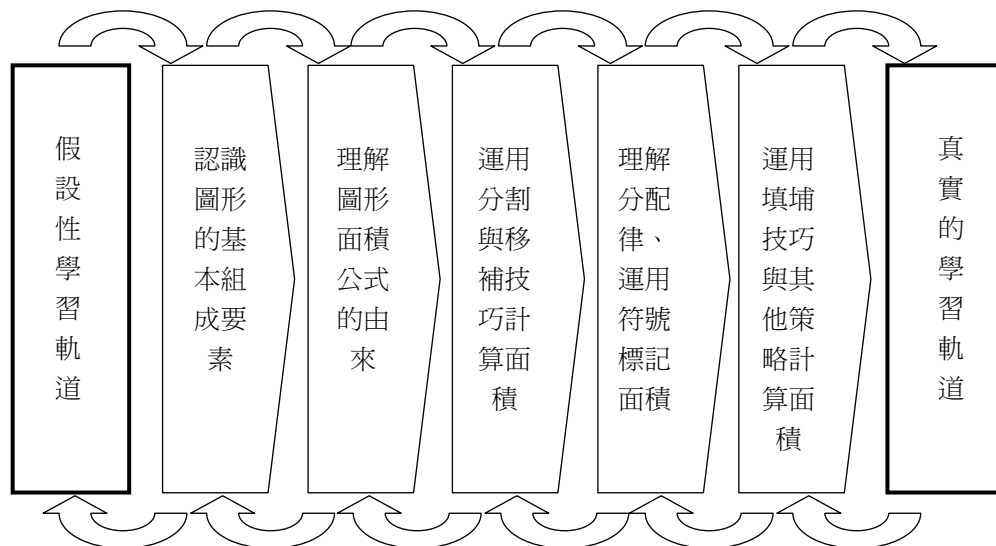 假
設
性
學
習
軌
道
認識
圖形
的基
本組
成要
素
理解
圖形
面積
公式
的由
來
運用
分割
與移
補技
巧計
算面
積
理解
分配
律、
運用
符號
標記
面積
運用
填埔
技巧
與其
他策
略計
算面
積
真
實
的
學
習
軌
道